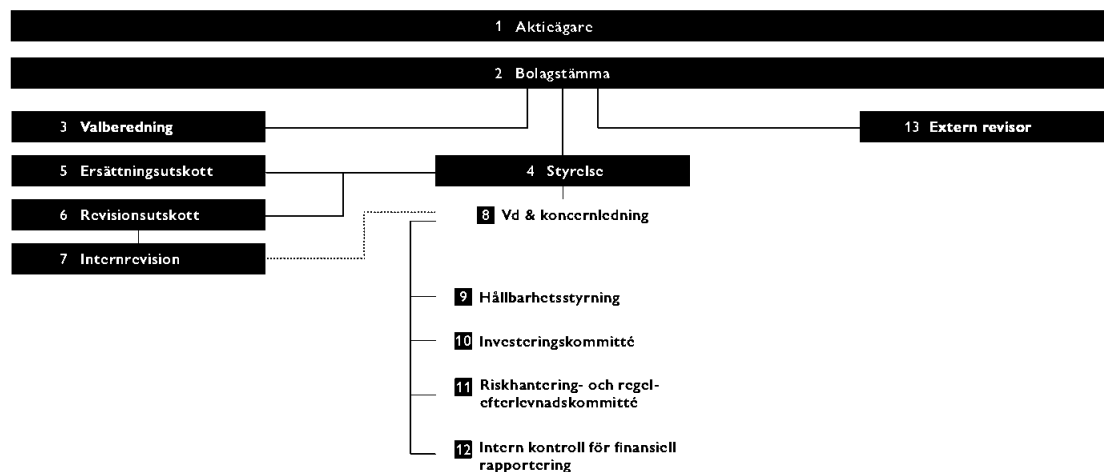 1 Aktieägare
2 Bolagstämma
3 Valberedning
13 Extern revisor
5 Ersättningsutskott
4 Styrelse
6 Revisionsutskott
8 Vd & koncernledning
7 Internrevision
9 Hållbarhetsstyrning
10 Investeringskommitté
11 Riskhantering- och regel-
efterlevnadskommitté
12 Intern kontroll för finansiell
rapportering